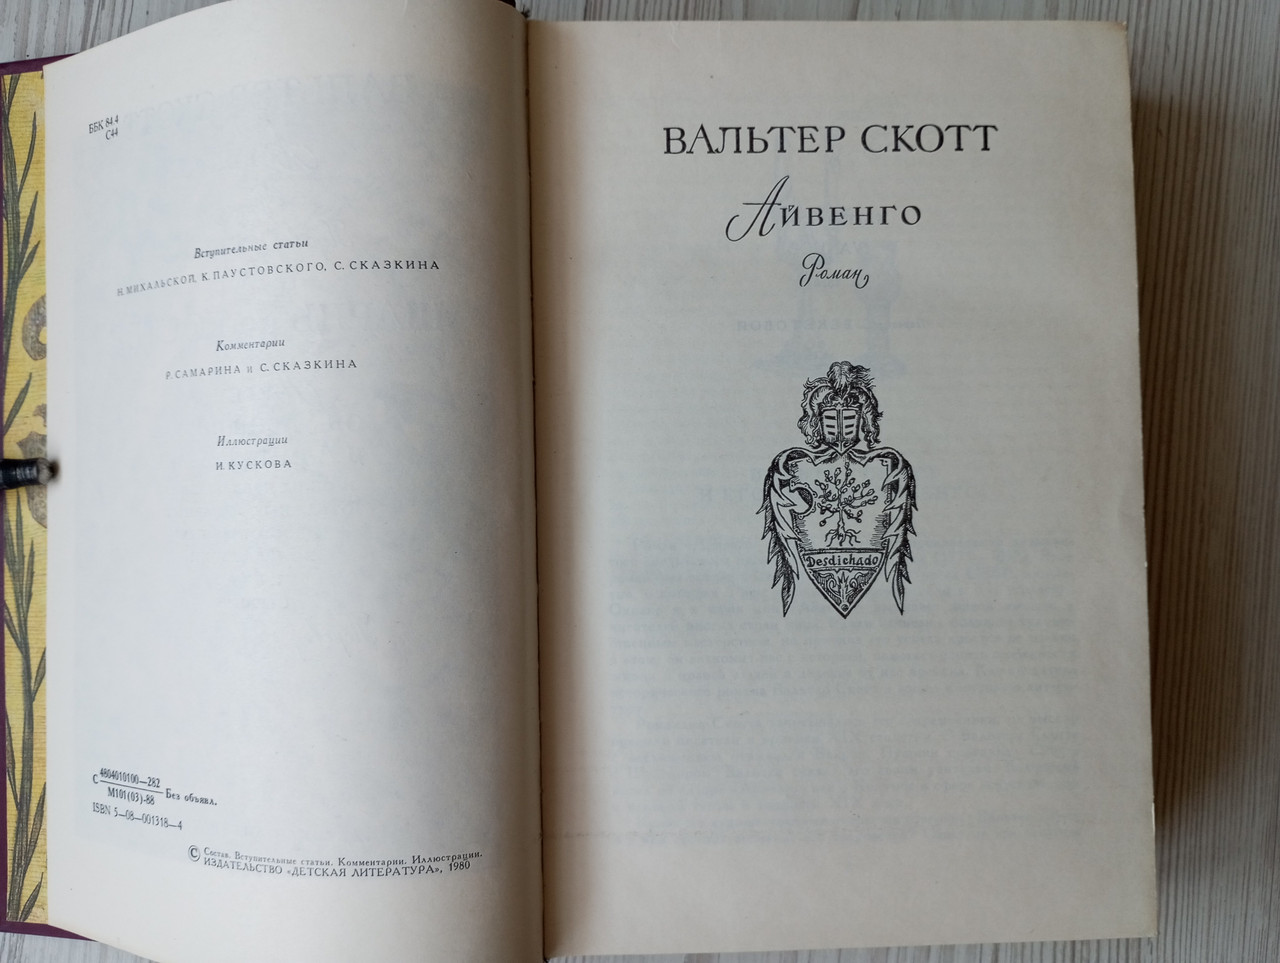 ББК 84.4
С44
Вступительные статьи
Н. МИХАЛЬСКОЙ, К. ПАУСТОВСКОГО, С. СКАЗКИНА
Комментарии
Р. САМАРИНА и С. СКАЗКИНА
Иллюстрации
И. КУСКОВА
С 4804010100—282
М101(03)-88 Без объявл.
ISBN 5—08—001318—4
© Состав. Вступительные статьи. Комментарии. Иллюстрации.
ИЗДАТЕЛЬСТВО «ДЕТСКАЯ ЛИТЕРАТУРА», 1980
ВАЛЬТЕР СКОТТ
АЙВЕНГО
Роман
Desdichado